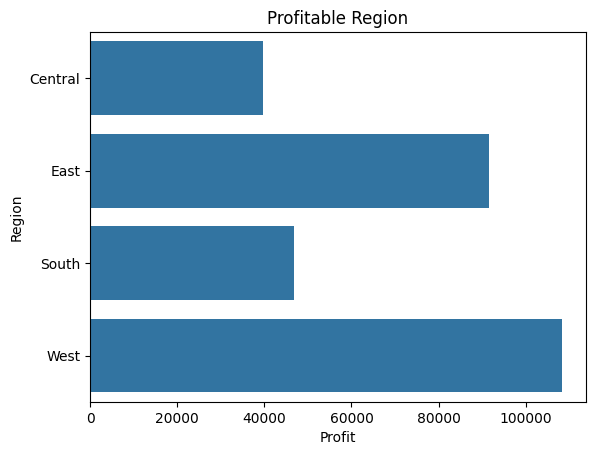 Profitable Region
Central
East
South
West
Region
0 20000 40000 60000 80000 100000
Profit